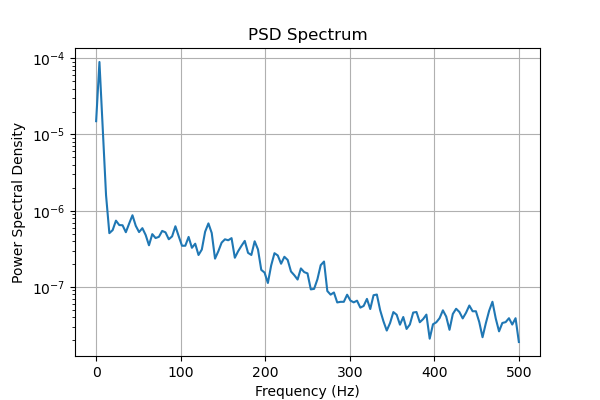 PSD Spectrum
Power Spectral Density
10⁻⁴
10⁻⁵
10⁻⁶
10⁻⁷
0 100 200 300 400 500
Frequency (Hz)